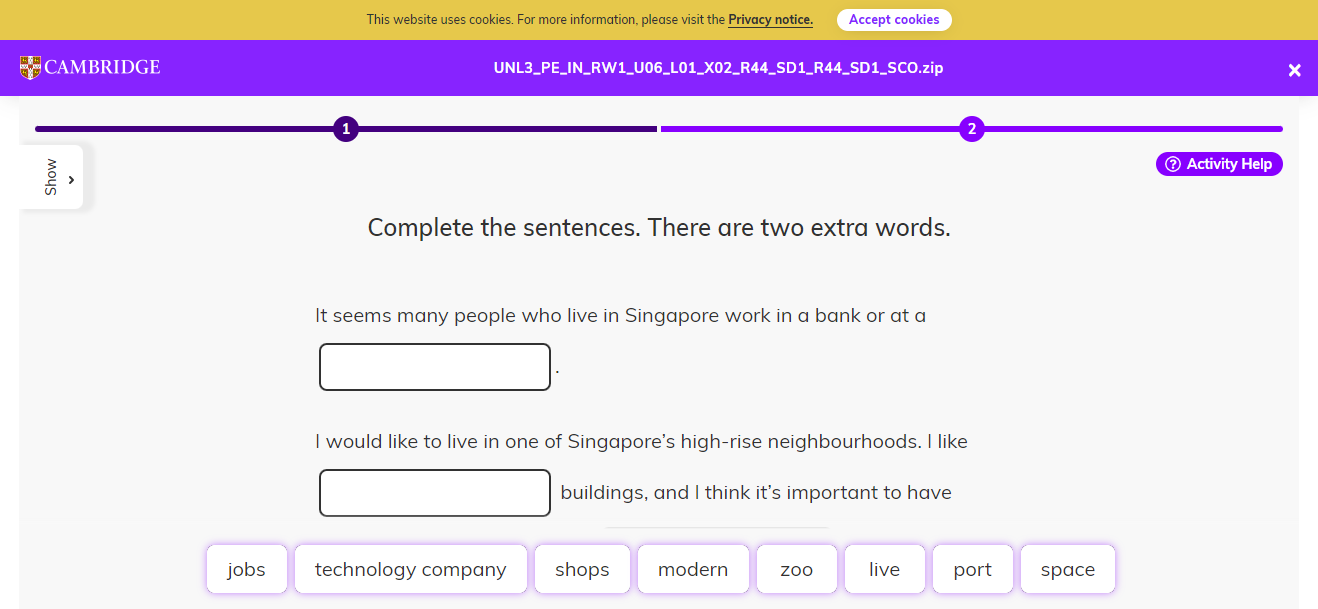 This website uses cookies. For more information, please visit the Privacy notice. Accept cookies
CAMBRIDGE UNL3_PE_IN_RW1_U06_L01_X02_R44_SD1_R44_SD1_SCO.zip ×
1 2
Show
Activity Help
Complete the sentences. There are two extra words.
It seems many people who live in Singapore work in a bank or at a
.
I would like to live in one of Singapore’s high-rise neighbourhoods. I like
buildings, and I think it’s important to have
jobs technology company shops modern zoo live port space